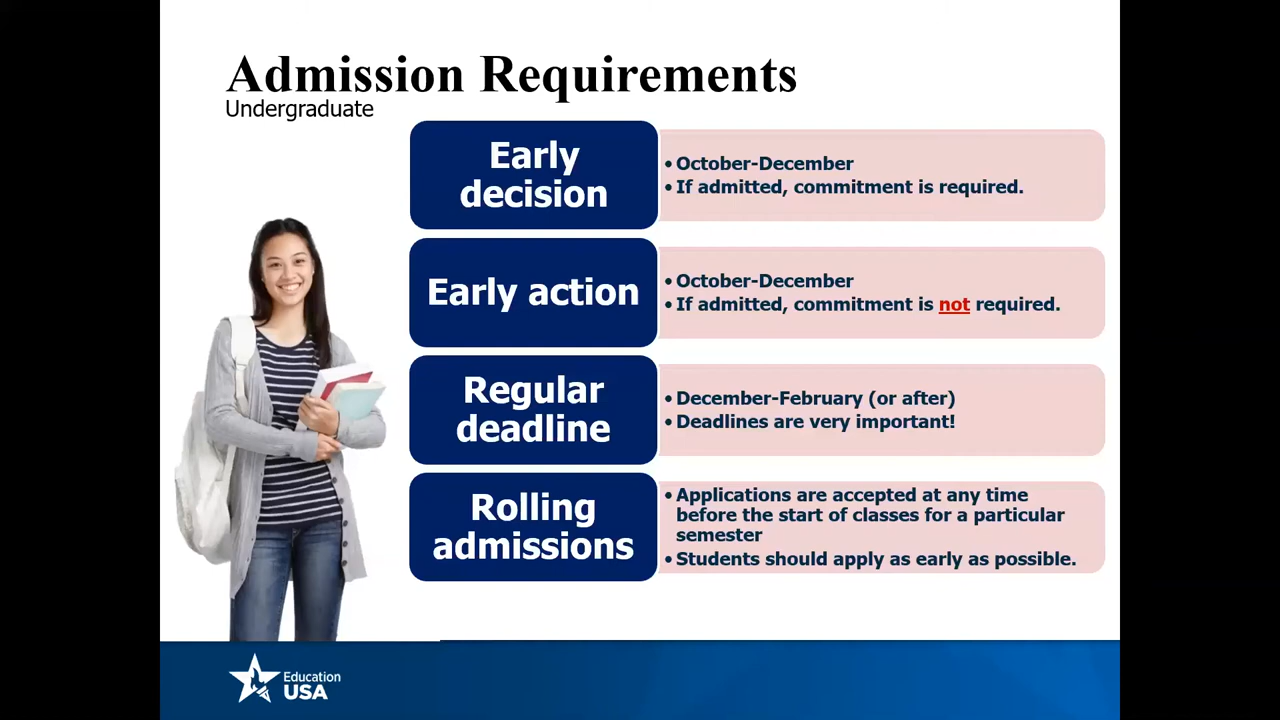 Admission Requirements
Undergraduate
Early
decision
• October-December
• If admitted, commitment is required.
Early action
• October-December
• If admitted, commitment is not required.
Regular
deadline
• December-February (or after)
• Deadlines are very important!
Rolling
admissions
• Applications are accepted at any time
before the start of classes for a particular
semester
• Students should apply as early as possible.
Education
USA